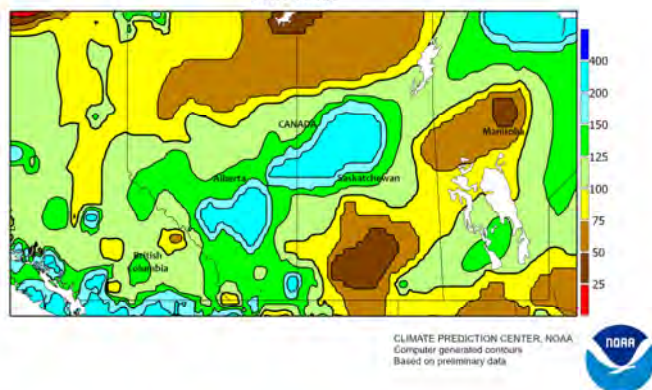 CANADA
Manitoba
Alberta
Saskatchewan
British
Columbia
400
200
150
125
100
75
50
25
CLIMATE PREDICTION CENTER, NOAA
Computer generated contours
Based on preliminary data
NOAA